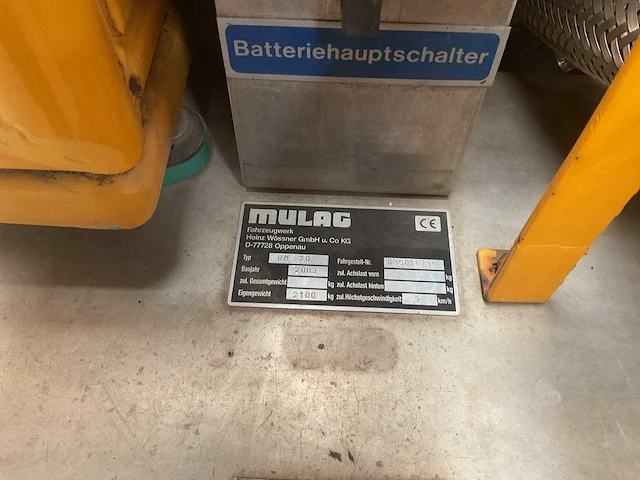 Batteriehauptschalter
MULAG CE
Fahrzeugwerk
Heinz Wössner GmbH u. Co KG
D-77728 Oppenau
Typ RM 70 Fahrgestell-Nr.
Baujahr 2003 zul. Achslast vorn kg
zul. Gesamtgewicht kg zul. Achslast hinten kg
Eigengewicht 2100 kg zul. Höchstgeschwindigkeit 5 km/h